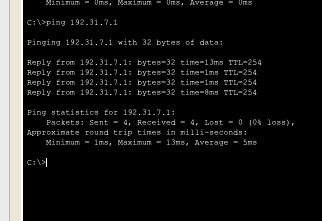 Minimum = 0ms, Maximum = 0ms, Average = 0ms
C:\>ping 192.31.7.1
Pinging 192.31.7.1 with 32 bytes of data:
Reply from 192.31.7.1: bytes=32 time=13ms TTL=254
Reply from 192.31.7.1: bytes=32 time=1ms TTL=254
Reply from 192.31.7.1: bytes=32 time=1ms TTL=254
Reply from 192.31.7.1: bytes=32 time=8ms TTL=254
Ping statistics for 192.31.7.1:
Packets: Sent = 4, Received = 4, Lost = 0 (0% loss),
Approximate round trip times in milli-seconds:
Minimum = 1ms, Maximum = 13ms, Average = 5ms
C:\>